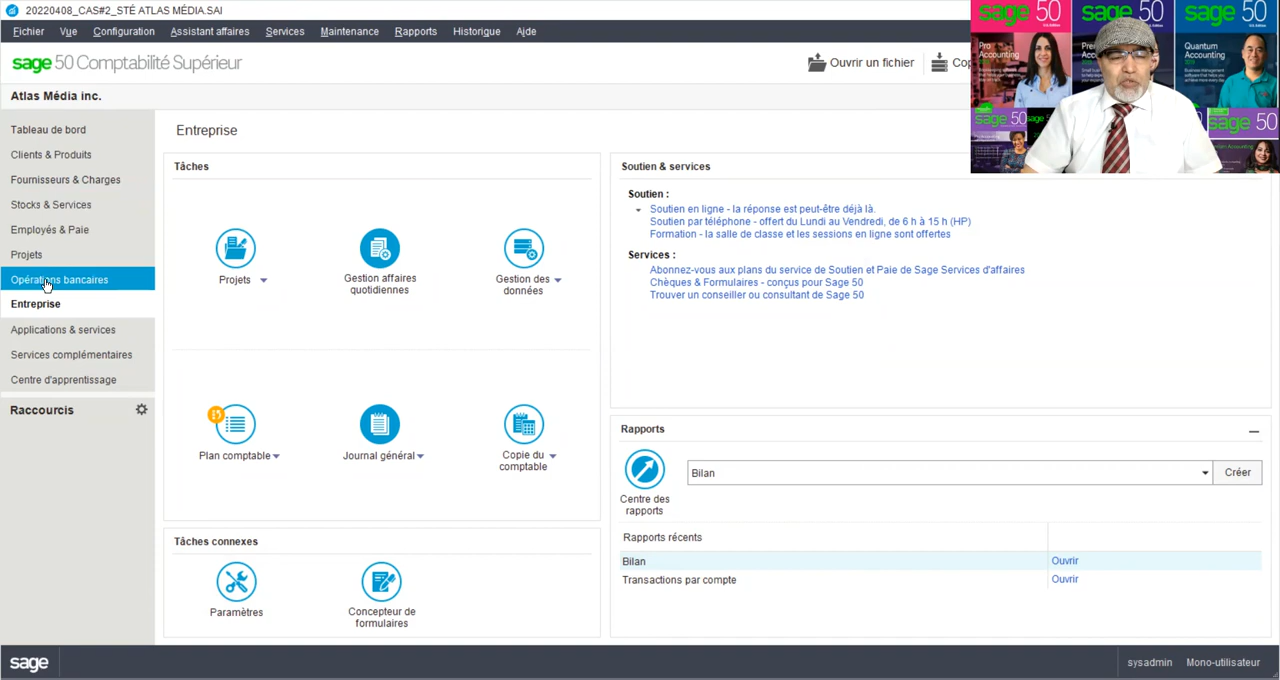 20220408_CAS#2_STÉ ATLAS MÉDIA.SAI
Fichier Vue Configuration Assistant affaires Services Maintenance Rapports Historique Aide
sage 50 Comptabilité Supérieur
Ouvrir un fichier
Atlas Média inc.
Tableau de bord
Clients & Produits
Fournisseurs & Charges
Stocks & Services
Employés & Paie
Projets
Opérations bancaires
Entreprise
Applications & services
Services complémentaires
Centre d'apprentissage
Raccourcis
Entreprise
Tâches
Projets
Gestion affaires
quotidiennes
Gestion des
données
Plan comptable
Journal général
Copie du
comptable
Tâches connexes
Paramètres
Concepteur de
formulaires
Soutien & services
Soutien :
Soutien en ligne - la réponse est peut-être déjà là.
Soutien par téléphone - offert du Lundi au Vendredi, de 6 h à 15 h (HP)
Formation - la salle de classe et les sessions en ligne sont offertes
Services :
Abonnez-vous aux plans du service de Soutien et Paie de Sage Services d'affaires
Chèques & Formulaires - conçus pour Sage 50
Trouver un conseiller ou consultant de Sage 50
Rapports
Centre des
rapports
Bilan
Créer
Rapports récents
Bilan Ouvrir
Transactions par compte Ouvrir
sage 50
sage 50
Pro
Accounting
Quantum
Accounting
sage 50
sage 50
sage
sysadmin
Mono-utilisateur